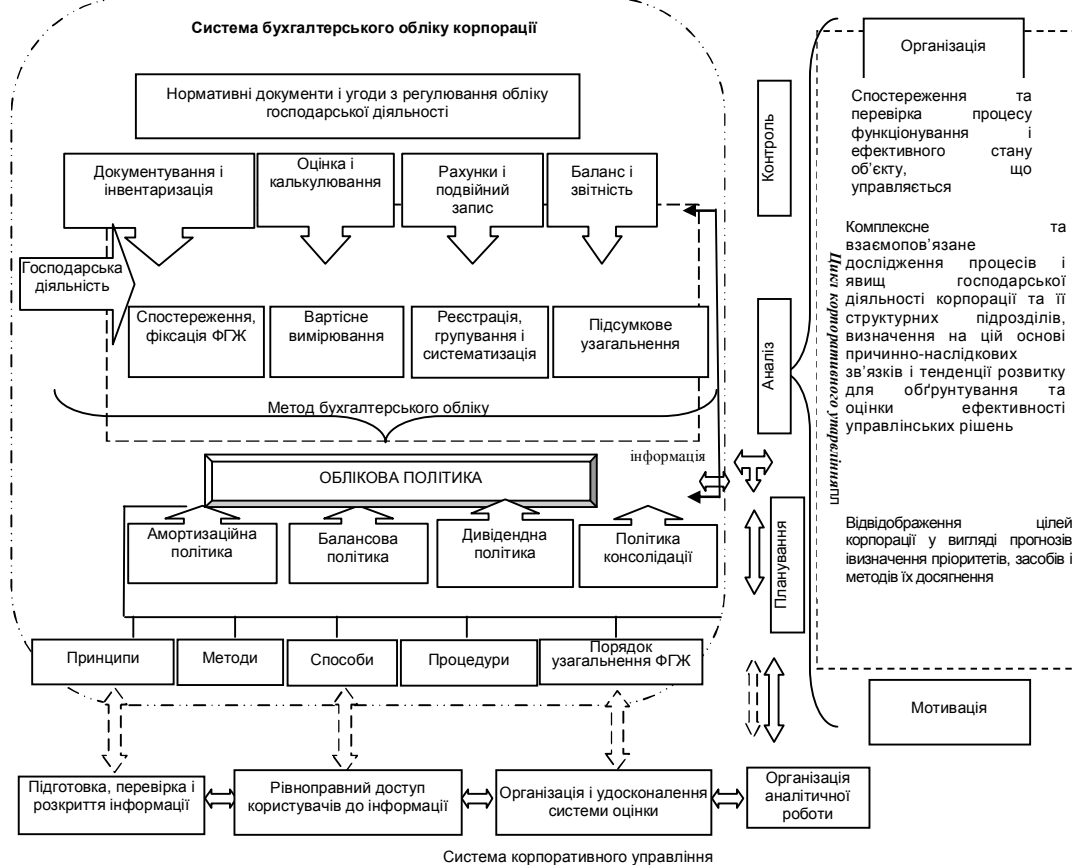 Система бухгалтерського обліку корпорації
Нормативні документи і угоди з регулювання обліку
господарської діяльності
Документування і
інвентаризація
Оцінка і
калькулювання
Рахунки і
подвійний
запис
Баланс і
звітність
Господарська
діяльність
Спостереження,
фіксація ФГЖ
Вартісне
вимірювання
Реєстрація,
групування і
систематизація
Підсумкове
узагальнення
Метод бухгалтерського обліку
інформація
ОБЛІКОВА ПОЛІТИКА
Амортизаційна
політика
Балансова
політика
Дивідендна
політика
Політика
консолідації
Принципи
Методи
Способи
Процедури
Порядок
узагальнення ФГЖ
Підготовка, перевірка і
розкриття інформації
Рівноправний доступ
користувачів до інформації
Організація і удосконалення
системи оцінки
Організація
аналітичної
роботи
Система корпоративного управління
Контроль
Аналіз
Планування
Організація
Спостереження та
перевірка процесу
функціонування і
ефективного стану
об’єкту, що
управляється
Комплексне та
взаємопов’язане
дослідження процесів і
явищ господарської
діяльності корпорації та її
структурних підрозділів,
визначення на цій основі
причинно-наслідкових
зв’язків і тенденції розвитку
для обґрунтування та
оцінки ефективності
управлінських рішень
Відвідображення цілей
корпорації у вигляді прогнозів
івизначення пріоритетів, засобів і
методів їх досягнення
Цикл корпоративного
Мотивація